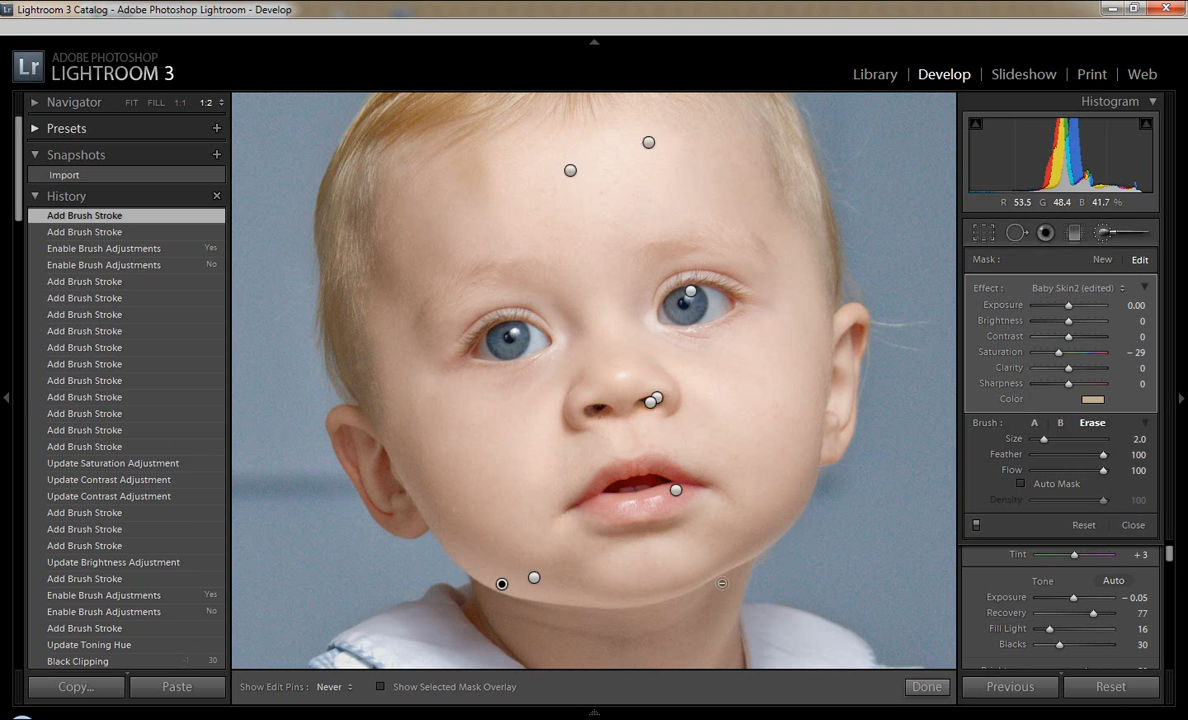 Lightroom 3 Catalog - Adobe Photoshop Lightroom - Develop
Lr
ADOBE PHOTOSHOP
LIGHTROOM 3
Library | Develop | Slideshow | Print | Web
Navigator FIT FILL 1:1 1:2
Presets +
Snapshots +
Import
History ×
Add Brush Stroke
Add Brush Stroke
Enable Brush Adjustments Yes
Enable Brush Adjustments No
Add Brush Stroke
Add Brush Stroke
Add Brush Stroke
Add Brush Stroke
Add Brush Stroke
Add Brush Stroke
Add Brush Stroke
Add Brush Stroke
Add Brush Stroke
Add Brush Stroke
Add Brush Stroke
Update Saturation Adjustment
Update Contrast Adjustment
Update Contrast Adjustment
Add Brush Stroke
Add Brush Stroke
Add Brush Stroke
Update Brightness Adjustment
Add Brush Stroke
Enable Brush Adjustments Yes
Enable Brush Adjustments No
Add Brush Stroke
Update Toning Hue
Black Clipping 30
Copy... Paste
Show Edit Pins : Never Show Selected Mask Overlay Done
Histogram
R 53.5 G 48.4 B 41.7 %
Mask : New Edit
Effect : Baby Skin2 (edited)
Exposure 0.00
Brightness 0
Contrast 0
Saturation − 29
Clarity 0
Sharpness 0
Color
Brush : A B Erase
Size 2.0
Feather 100
Flow 100
Auto Mask
Density 100
Reset Close
Tint + 3
Tone Auto
Exposure − 0.05
Recovery 77
Fill Light 16
Blacks 30
Previous Reset